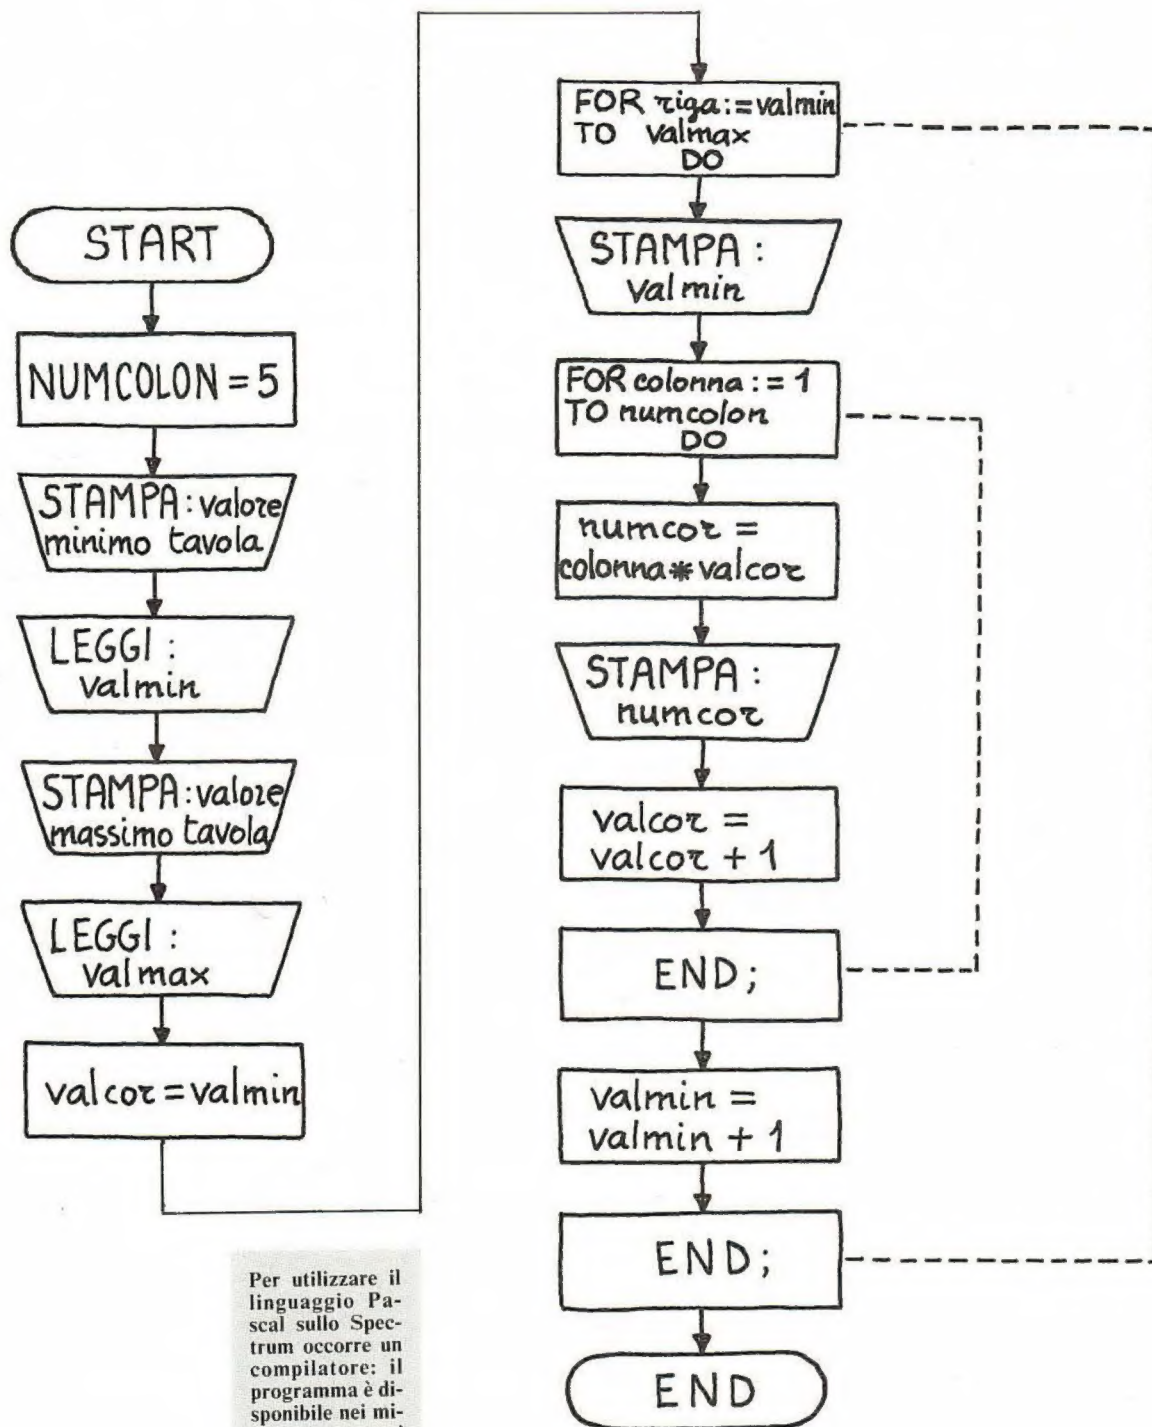 START
NUMCOLON = 5
STAMPA: valore
minimo tavola
LEGGI :
valmin
STAMPA: valore
massimo tavola
LEGGI :
valmax
valcor = valmin
FOR riga := valmin
TO valmax
DO
STAMPA :
valmin
FOR colonna := 1
TO numcolon
DO
numcor =
colonna * valcor
STAMPA :
numcor
valcor =
valcor + 1
END;
valmin =
valmin + 1
END;
END
Per utilizzare il
linguaggio Pa-
scal sullo Spec-
trum occorre un
compilatore: il
programma è di-
sponibile nei mi-